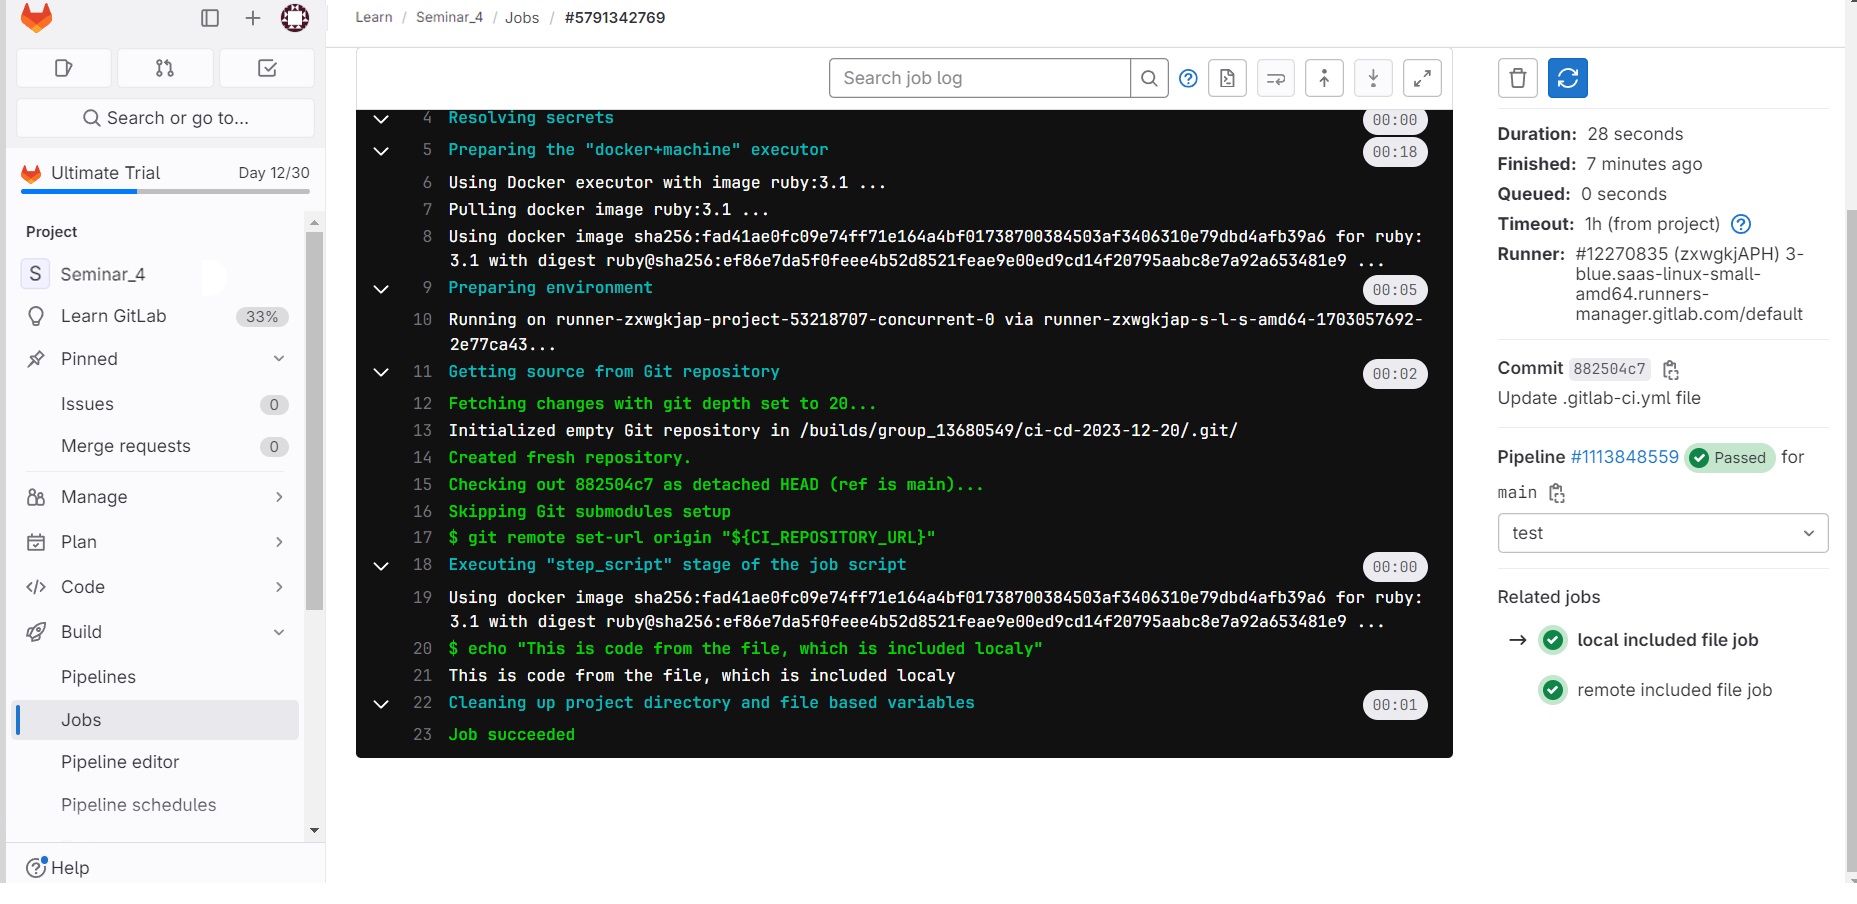 Learn / Seminar_4 / Jobs / #5791342769
Search or go to...
Ultimate Trial Day 12/30
Project
S Seminar_4
Learn GitLab 33%
Pinned
Issues 0
Merge requests 0
Manage
Plan
Code
Build
Pipelines
Jobs
Pipeline editor
Pipeline schedules
Help
Search job log
4 Resolving secrets 00:00
5 Preparing the "docker+machine" executor 00:18
6 Using Docker executor with image ruby:3.1 ...
7 Pulling docker image ruby:3.1 ...
8 Using docker image sha256:fad41ae0fc09e74ff71e164a4bf01738700384503af3406310e79dbd4afb39a6 for ruby:
3.1 with digest ruby@sha256:ef86e7da5f0feee4b52d8521feae9e00ed9cd14f20795aabc8e7a92a653481e9 ...
9 Preparing environment 00:05
10 Running on runner-zxwgkjap-project-53218707-concurrent-0 via runner-zxwgkjap-s-l-s-amd64-1703057692-
2e77ca43...
11 Getting source from Git repository 00:02
12 Fetching changes with git depth set to 20...
13 Initialized empty Git repository in /builds/group_13680549/ci-cd-2023-12-20/.git/
14 Created fresh repository.
15 Checking out 882504c7 as detached HEAD (ref is main)...
16 Skipping Git submodules setup
17 $ git remote set-url origin "${CI_REPOSITORY_URL}"
18 Executing "step_script" stage of the job script 00:00
19 Using docker image sha256:fad41ae0fc09e74ff71e164a4bf01738700384503af3406310e79dbd4afb39a6 for ruby:
3.1 with digest ruby@sha256:ef86e7da5f0feee4b52d8521feae9e00ed9cd14f20795aabc8e7a92a653481e9 ...
20 $ echo "This is code from the file, which is included localy"
21 This is code from the file, which is included localy
22 Cleaning up project directory and file based variables 00:01
23 Job succeeded
Duration: 28 seconds
Finished: 7 minutes ago
Queued: 0 seconds
Timeout: 1h (from project)
Runner: #12270835 (zxwgkjAPH) 3-
blue.saas-linux-small-
amd64.runners-
manager.gitlab.com/default
Commit 882504c7
Update .gitlab-ci.yml file
Pipeline #1113848559 Passed for
main
test
Related jobs
→ local included file job
remote included file job